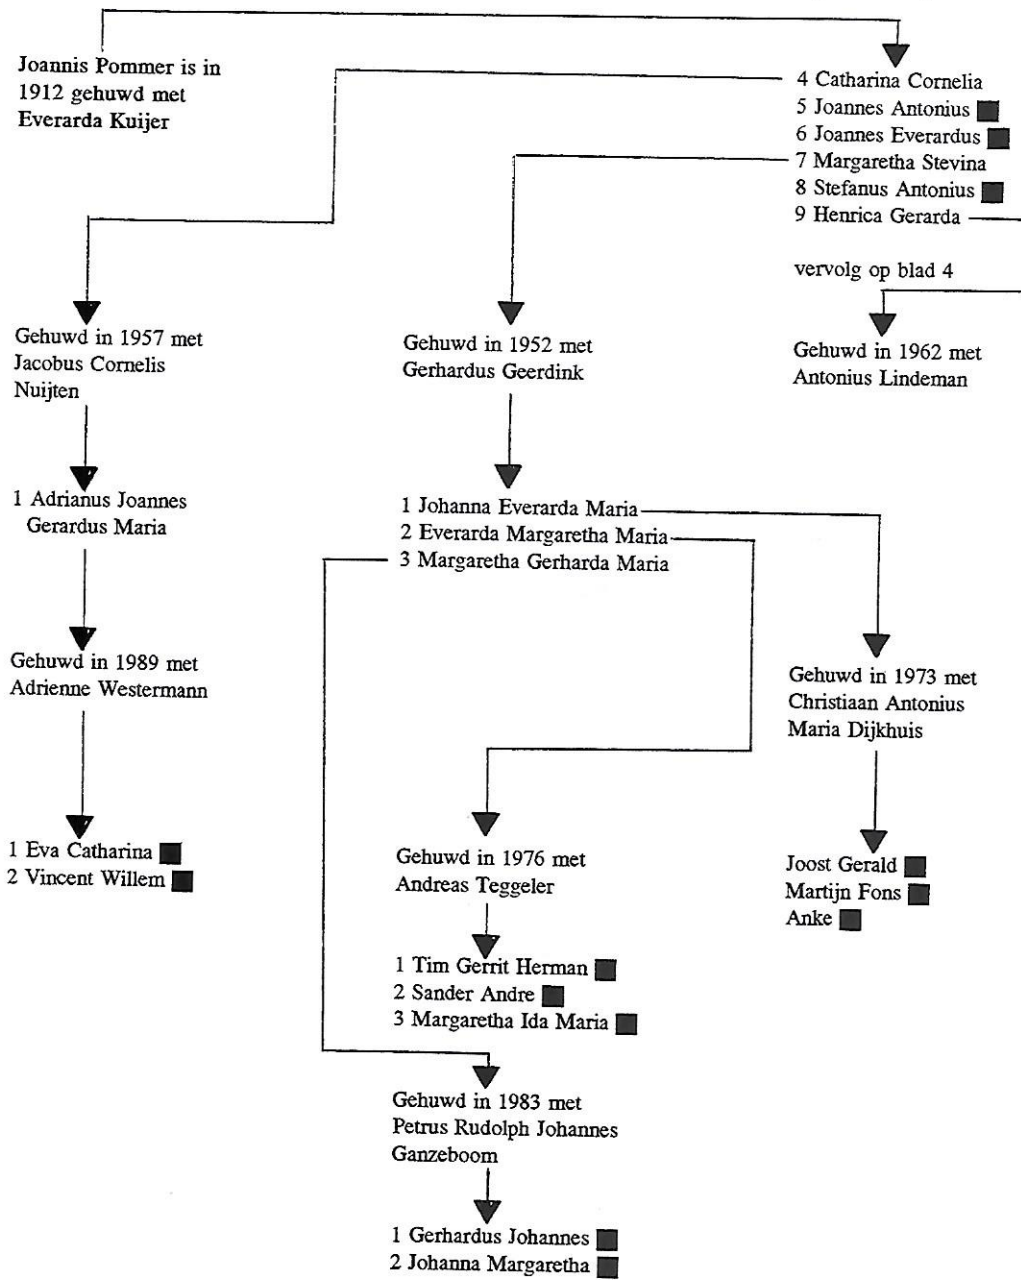 Joannis Pommer is in
1912 gehuwd met
Everarda Kuijer
4 Catharina Cornelia
5 Joannes Antonius
6 Joannes Everardus
7 Margaretha Stevina
8 Stefanus Antonius
9 Henrica Gerarda
vervolg op blad 4
Gehuwd in 1957 met
Jacobus Cornelis
Nuijten
Gehuwd in 1952 met
Gerhardus Geerdink
Gehuwd in 1962 met
Antonius Lindeman
1 Adrianus Joannes
Gerardus Maria
1 Johanna Everarda Maria
2 Everarda Margaretha Maria
3 Margaretha Gerharda Maria
Gehuwd in 1989 met
Adrienne Westermann
Gehuwd in 1973 met
Christiaan Antonius
Maria Dijkhuis
1 Eva Catharina
2 Vincent Willem
Gehuwd in 1976 met
Andreas Teggeler
Joost Gerald
Martijn Fons
Anke
1 Tim Gerrit Herman
2 Sander Andre
3 Margaretha Ida Maria
Gehuwd in 1983 met
Petrus Rudolph Johannes
Ganzeboom
1 Gerhardus Johannes
2 Johanna Margaretha